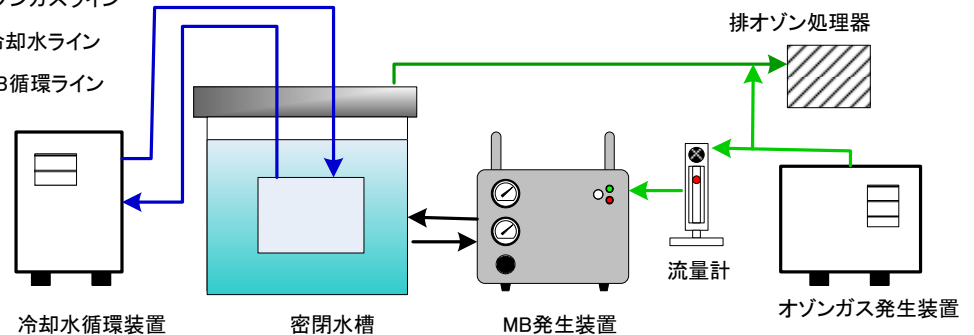 ンガスライン
冷却水ライン
B循環ライン
排オゾン処理器
流量計
オゾンガス発生装置
冷却水循環装置
密閉水槽
MB発生装置